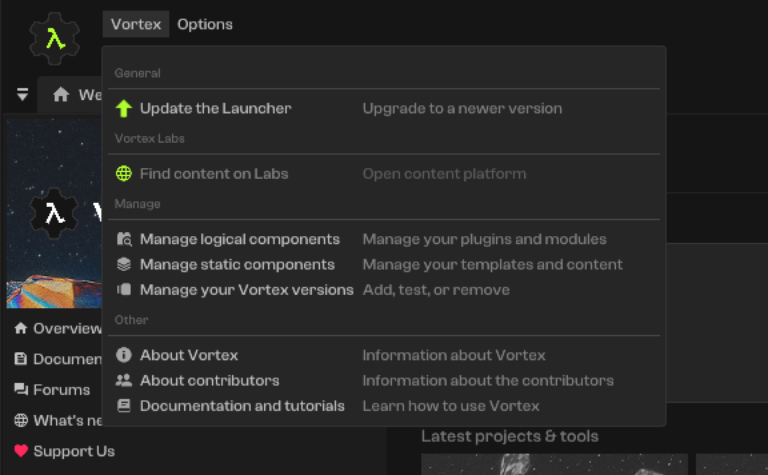 Vortex Options
General
Update the Launcher Upgrade to a newer version
Vortex Labs
Find content on Labs Open content platform
Manage
Manage logical components Manage your plugins and modules
Manage static components Manage your templates and content
Manage your Vortex versions Add, test, or remove
Other
About Vortex Information about Vortex
About contributors Information about the contributors
Documentation and tutorials Learn how to use Vortex
We
Overview
Documen
Forums
What's ne
Support Us
Latest projects & tools